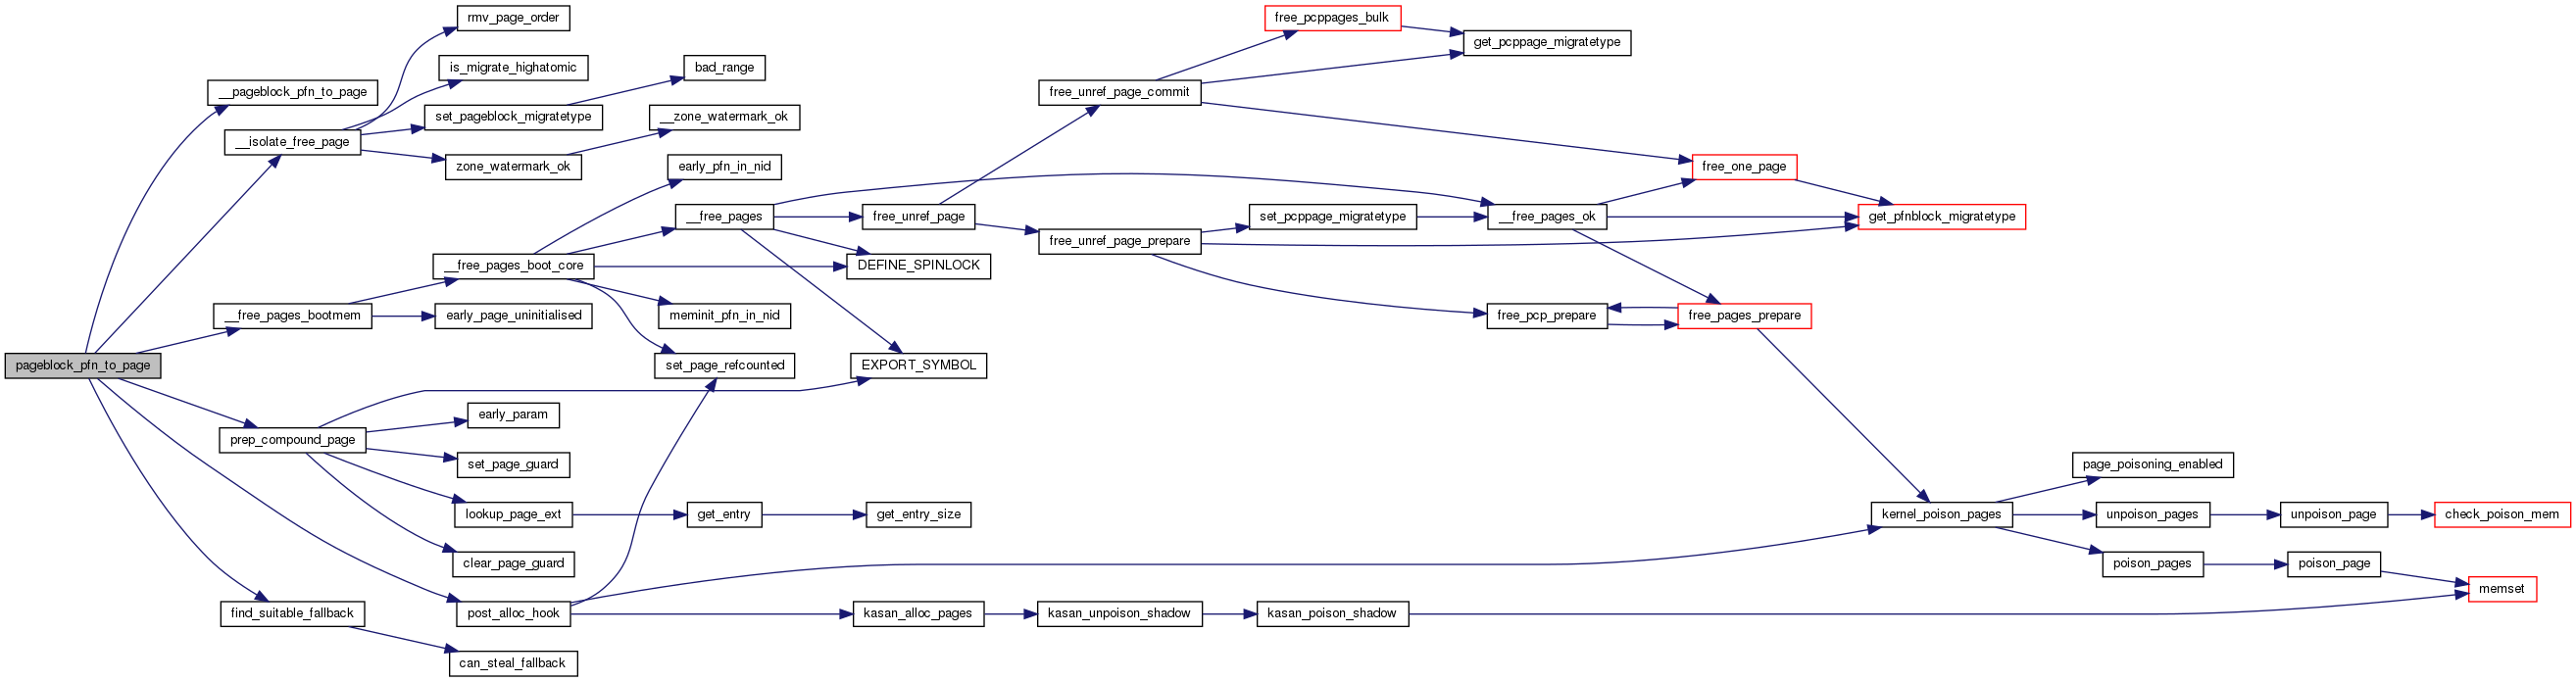 pageblock_pfn_to_page
__pageblock_pfn_to_page
__isolate_free_page
rmv_page_order
is_migrate_highatomic
set_pageblock_migratetype
bad_range
zone_watermark_ok
__zone_watermark_ok
__free_pages_bootmem
__free_pages_boot_core
early_page_uninitialised
early_pfn_in_nid
__free_pages
DEFINE_SPINLOCK
meminit_pfn_in_nid
set_page_refcounted
EXPORT_SYMBOL
free_unref_page
free_unref_page_commit
free_unref_page_prepare
free_pcppages_bulk
get_pcppage_migratetype
set_pcppage_migratetype
__free_pages_ok
free_one_page
get_pfnblock_migratetype
free_pcp_prepare
free_pages_prepare
prep_compound_page
early_param
set_page_guard
lookup_page_ext
get_entry
get_entry_size
clear_page_guard
kernel_poison_pages
page_poisoning_enabled
unpoison_pages
unpoison_page
check_poison_mem
poison_pages
poison_page
memset
find_suitable_fallback
can_steal_fallback
post_alloc_hook
kasan_alloc_pages
kasan_unpoison_shadow
kasan_poison_shadow